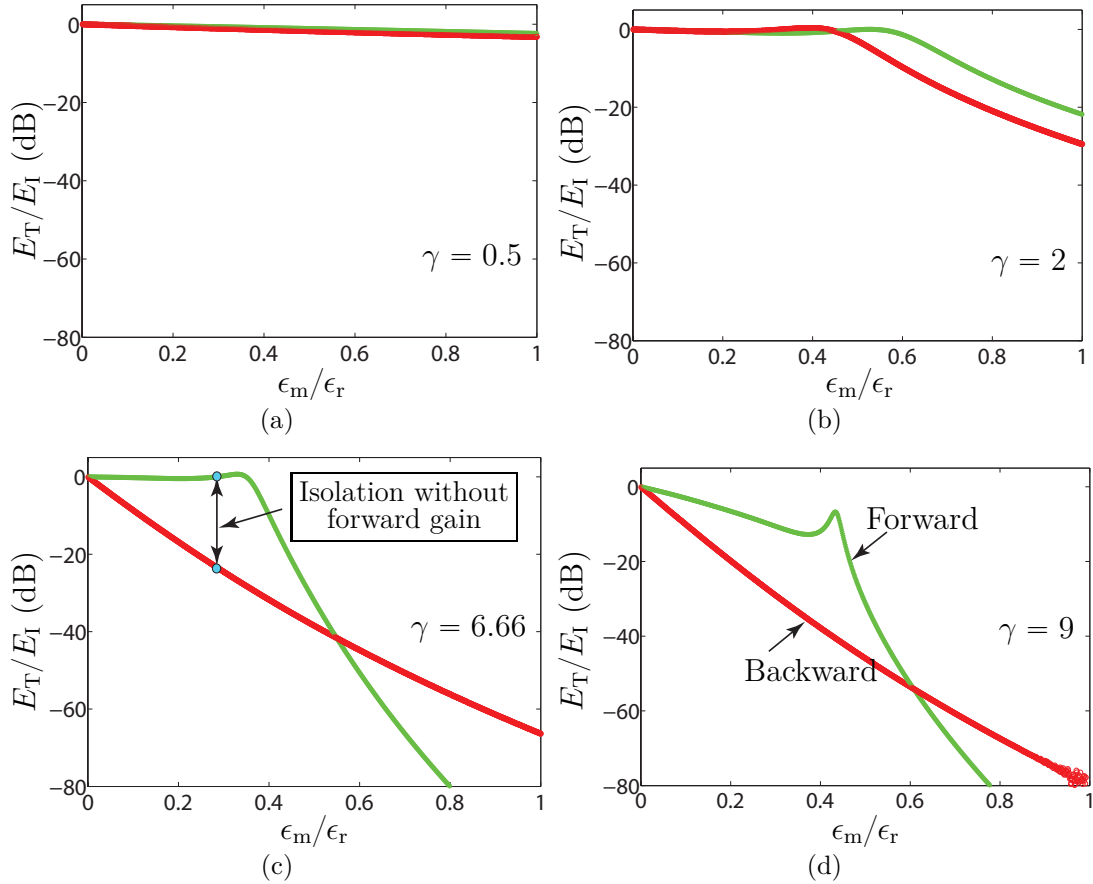 E_T/E_I (dB)
0
−20
−40
−60
−80
γ = 0.5
0 0.2 0.4 0.6 0.8 1
ϵ_m/ϵ_r
(a)
E_T/E_I (dB)
0
−20
−40
−60
−80
γ = 2
0 0.2 0.4 0.6 0.8 1
ϵ_m/ϵ_r
(b)
E_T/E_I (dB)
0
−20
−40
−60
−80
Isolation without
forward gain
γ = 6.66
0 0.2 0.4 0.6 0.8 1
ϵ_m/ϵ_r
(c)
E_T/E_I (dB)
0
−20
−40
−60
−80
Forward
γ = 9
Backward
0 0.2 0.4 0.6 0.8 1
ϵ_m/ϵ_r
(d)